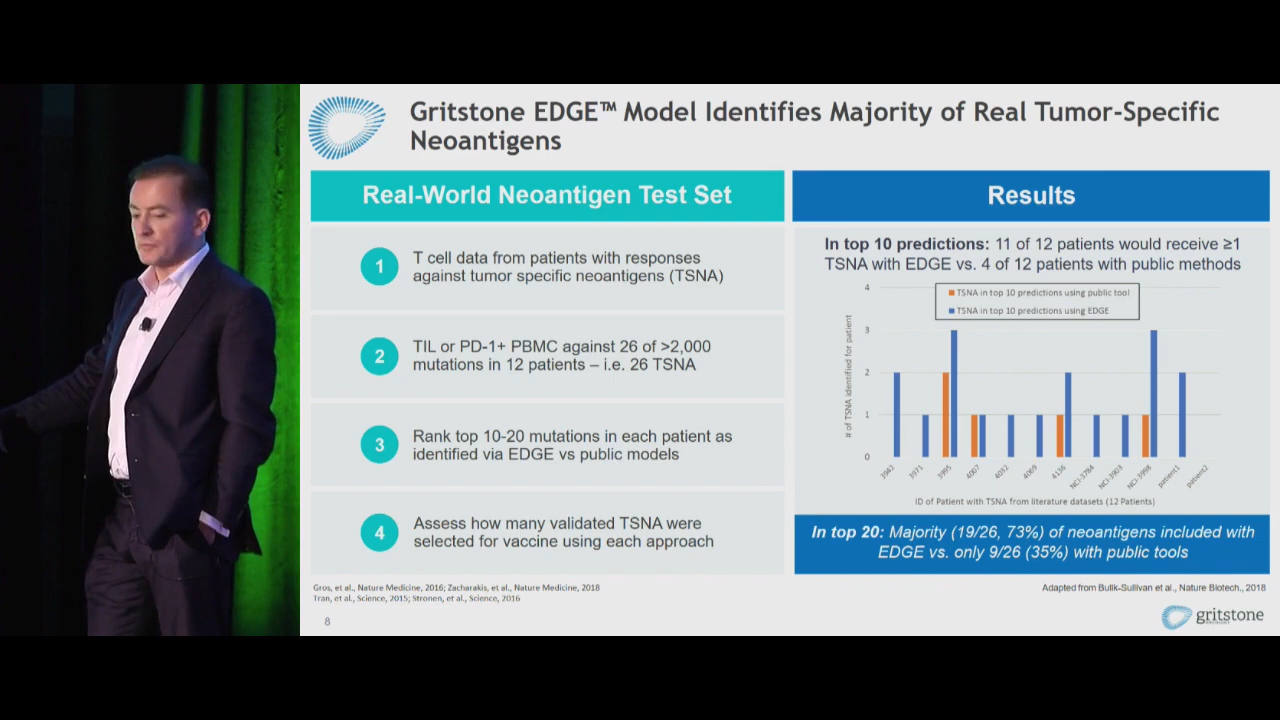 Gritstone EDGE™ Model Identifies Majority of Real Tumor-Specific
Neoantigens
Real-World Neoantigen Test Set
1
T cell data from patients with responses
against tumor specific neoantigens (TSNA)
2
TIL or PD-1+ PBMC against 26 of >2,000
mutations in 12 patients – i.e. 26 TSNA
3
Rank top 10-20 mutations in each patient as
identified via EDGE vs public models
4
Assess how many validated TSNA were
selected for vaccine using each approach
Results
In top 10 predictions: 11 of 12 patients would receive ≥1
TSNA with EDGE vs. 4 of 12 patients with public methods
TSNA in top 10 predictions using public tool
TSNA in top 10 predictions using EDGE
# of TSNA identified for patient
4
3
2
1
0
3942
3971
3995
4007
4032
4069
4136
NCI-3784
NCI-3903
NCI-3998
patient1
patient2
ID of Patient with TSNA from literature datasets (12 Patients)
In top 20: Majority (19/26, 73%) of neoantigens included with
EDGE vs. only 9/26 (35%) with public tools
Gros, et al., Nature Medicine, 2016; Zacharakis, et al., Nature Medicine, 2018
Tran, et al., Science, 2015; Stronen, et al., Science, 2016
Adapted from Bulik-Sullivan et al., Nature Biotech., 2018
8
gritstone
ONCOLOGY